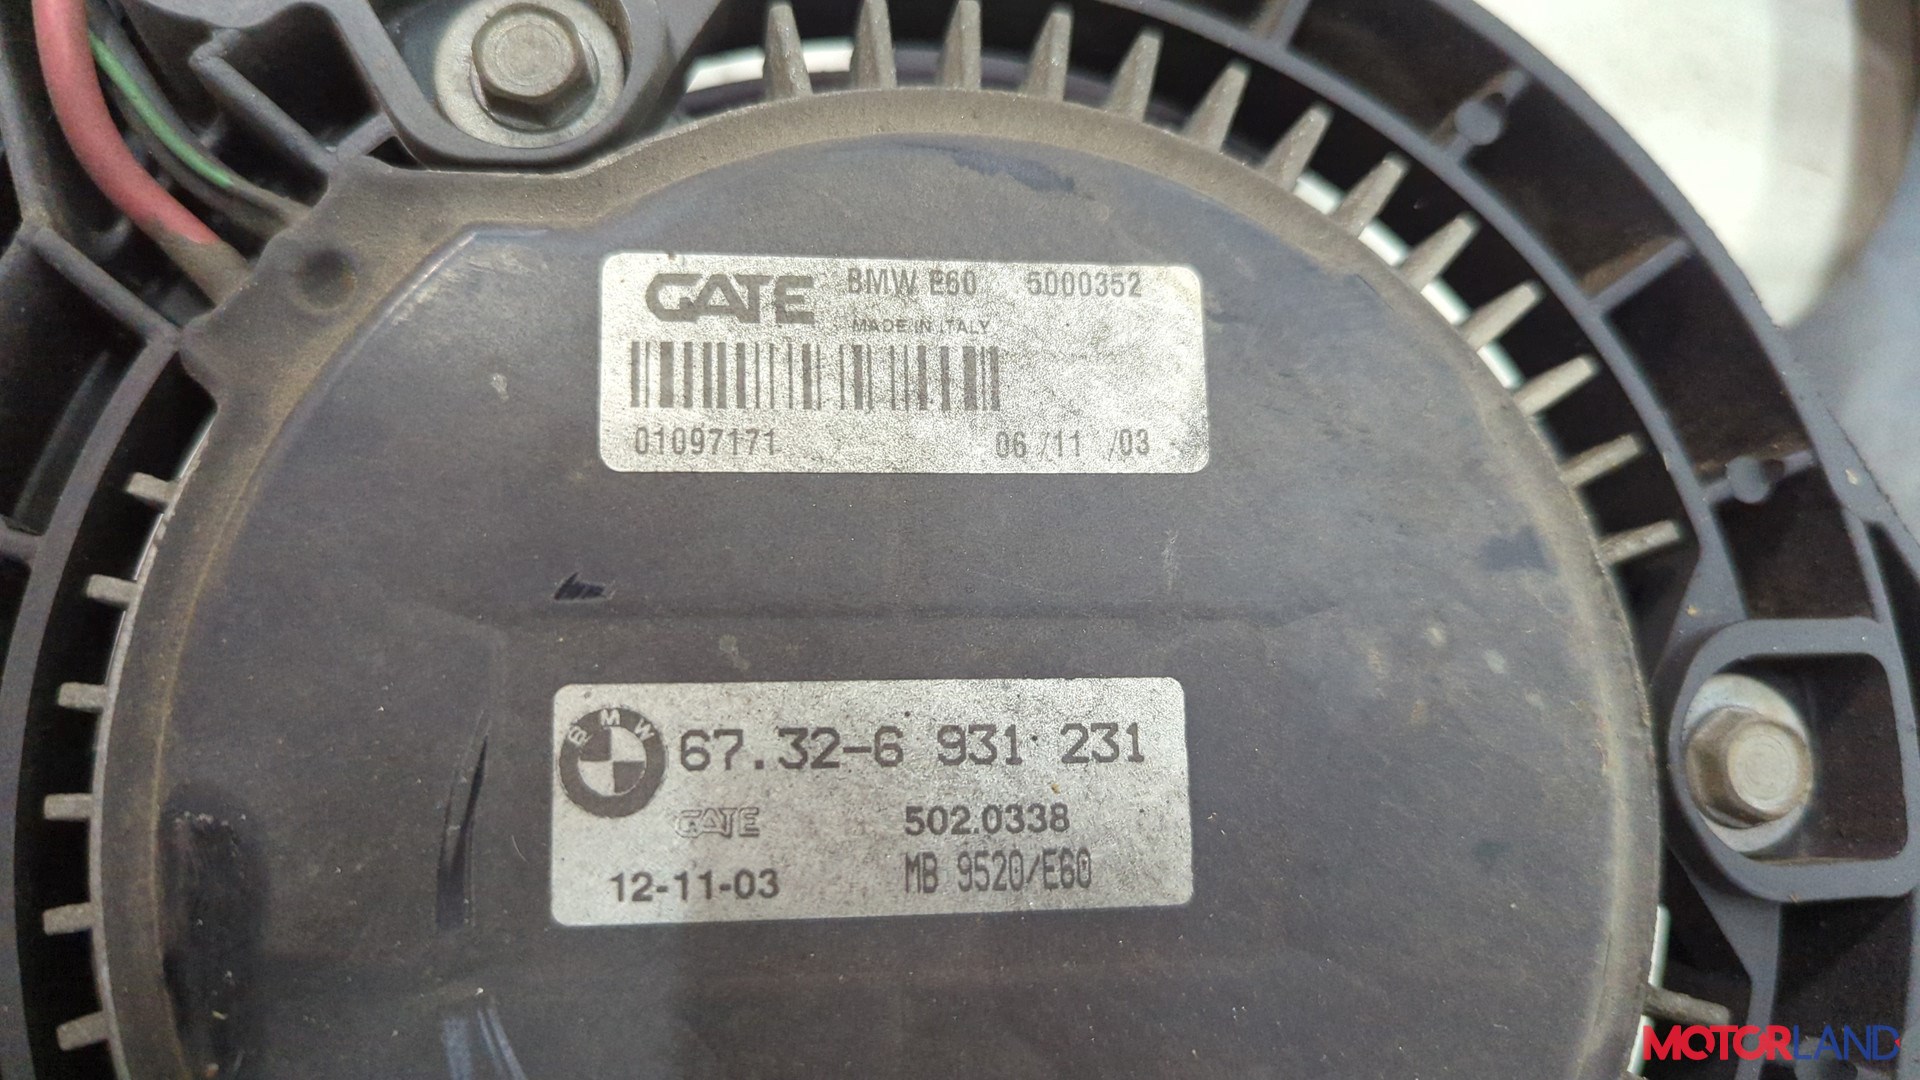 GATE BMW E60 5000352
MADE IN ITALY
01097171 06/11/03
BMW 67.32-6 931 231
GATE 502.0338
12-11-03 MB 9520/E60
MOTORLAND